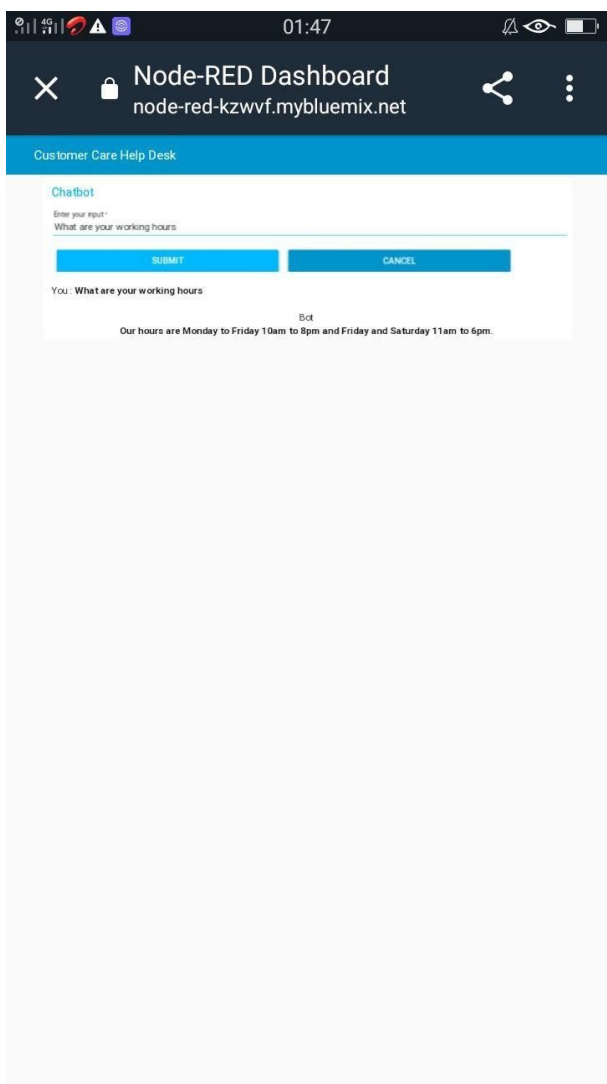 4G
01:47
Node-RED Dashboard
node-red-kzwvf.mybluemix.net
Customer Care Help Desk
Chatbot
Enter your input *
What are your working hours
SUBMIT CANCEL
You : What are your working hours
Bot
Our hours are Monday to Friday 10am to 8pm and Friday and Saturday 11am to 6pm.